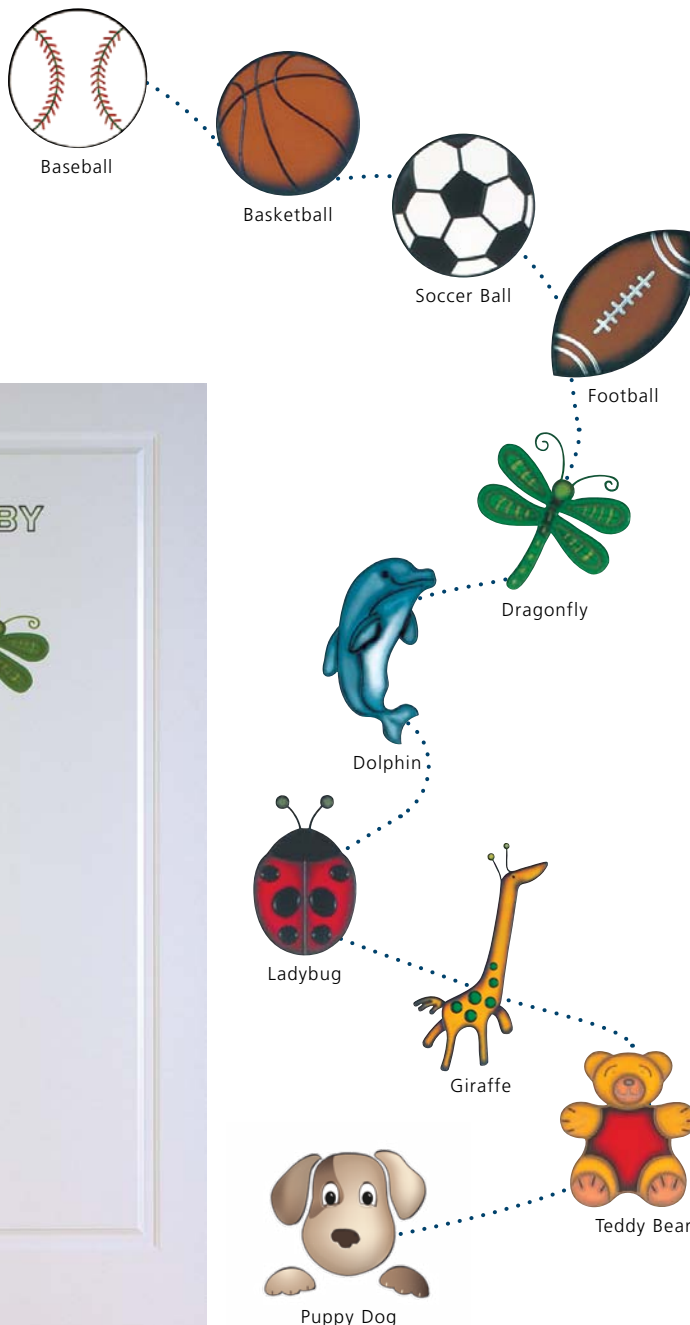 Baseball
Basketball
Soccer Ball
Football
BY
Dragonfly
Dolphin
Ladybug
Giraffe
Teddy Bear
Puppy Dog